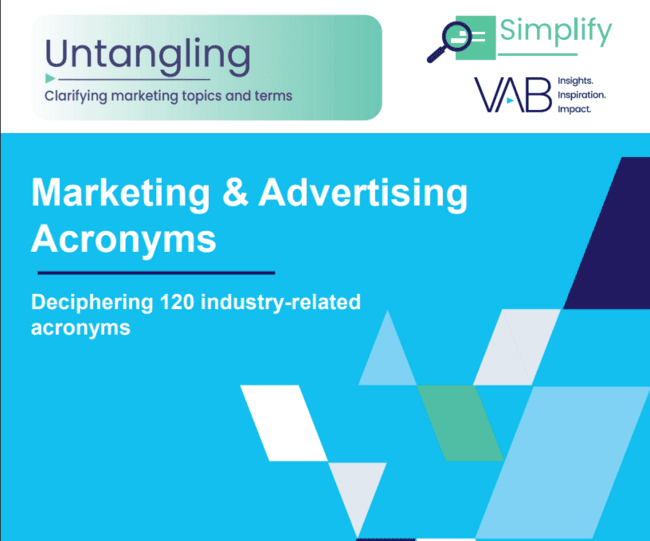 Untangling
Clarifying marketing topics and terms
Simplify
VAB
Insights.
Inspiration.
Impact.
Marketing & Advertising
Acronyms
Deciphering 120 industry-related
acronyms